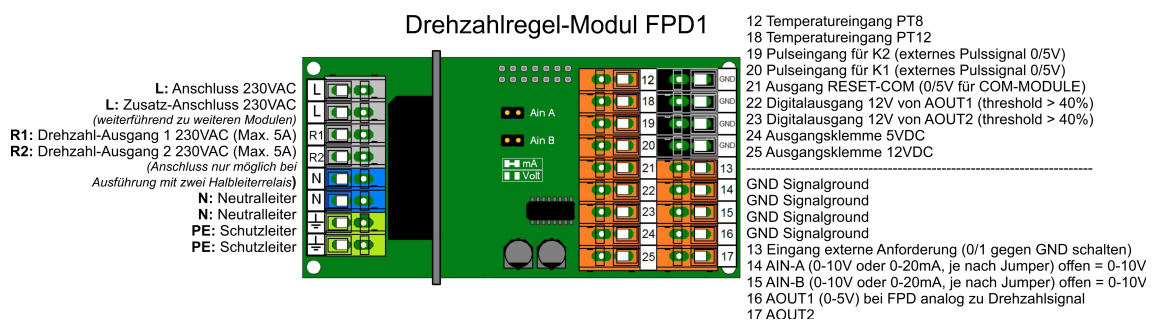 Drehzahlregel-Modul FPD1
L: Anschluss 230VAC
L: Zusatz-Anschluss 230VAC
(weiterführend zu weiteren Modulen)
R1: Drehzahl-Ausgang 1 230VAC (Max. 5A)
R2: Drehzahl-Ausgang 2 230VAC (Max. 5A)
(Anschluss nur möglich bei
Ausführung mit zwei Halbleiterrelais)
N: Neutralleiter
N: Neutralleiter
PE: Schutzleiter
PE: Schutzleiter
L
L
R1
R2
N
N
Ain A
Ain B
mA
Volt
12 GND
18 GND
19 GND
20 GND
21 13
22 14
23 15
24 16
25 17
12 Temperatureingang PT8
18 Temperatureingang PT12
19 Pulseingang für K2 (externes Pulssignal 0/5V)
20 Pulseingang für K1 (externes Pulssignal 0/5V)
21 Ausgang RESET-COM (0/5V für COM-MODULE)
22 Digitalausgang 12V von AOUT1 (threshold > 40%)
23 Digitalausgang 12V von AOUT2 (threshold > 40%)
24 Ausgangsklemme 5VDC
25 Ausgangsklemme 12VDC
----------------------------------------------------------------
GND Signalground
GND Signalground
GND Signalground
GND Signalground
13 Eingang externe Anforderung (0/1 gegen GND schalten)
14 AIN-A (0-10V oder 0-20mA, je nach Jumper) offen = 0-10V
15 AIN-B (0-10V oder 0-20mA, je nach Jumper) offen = 0-10V
16 AOUT1 (0-5V) bei FPD analog zu Drehzahlsignal
17 AOUT2